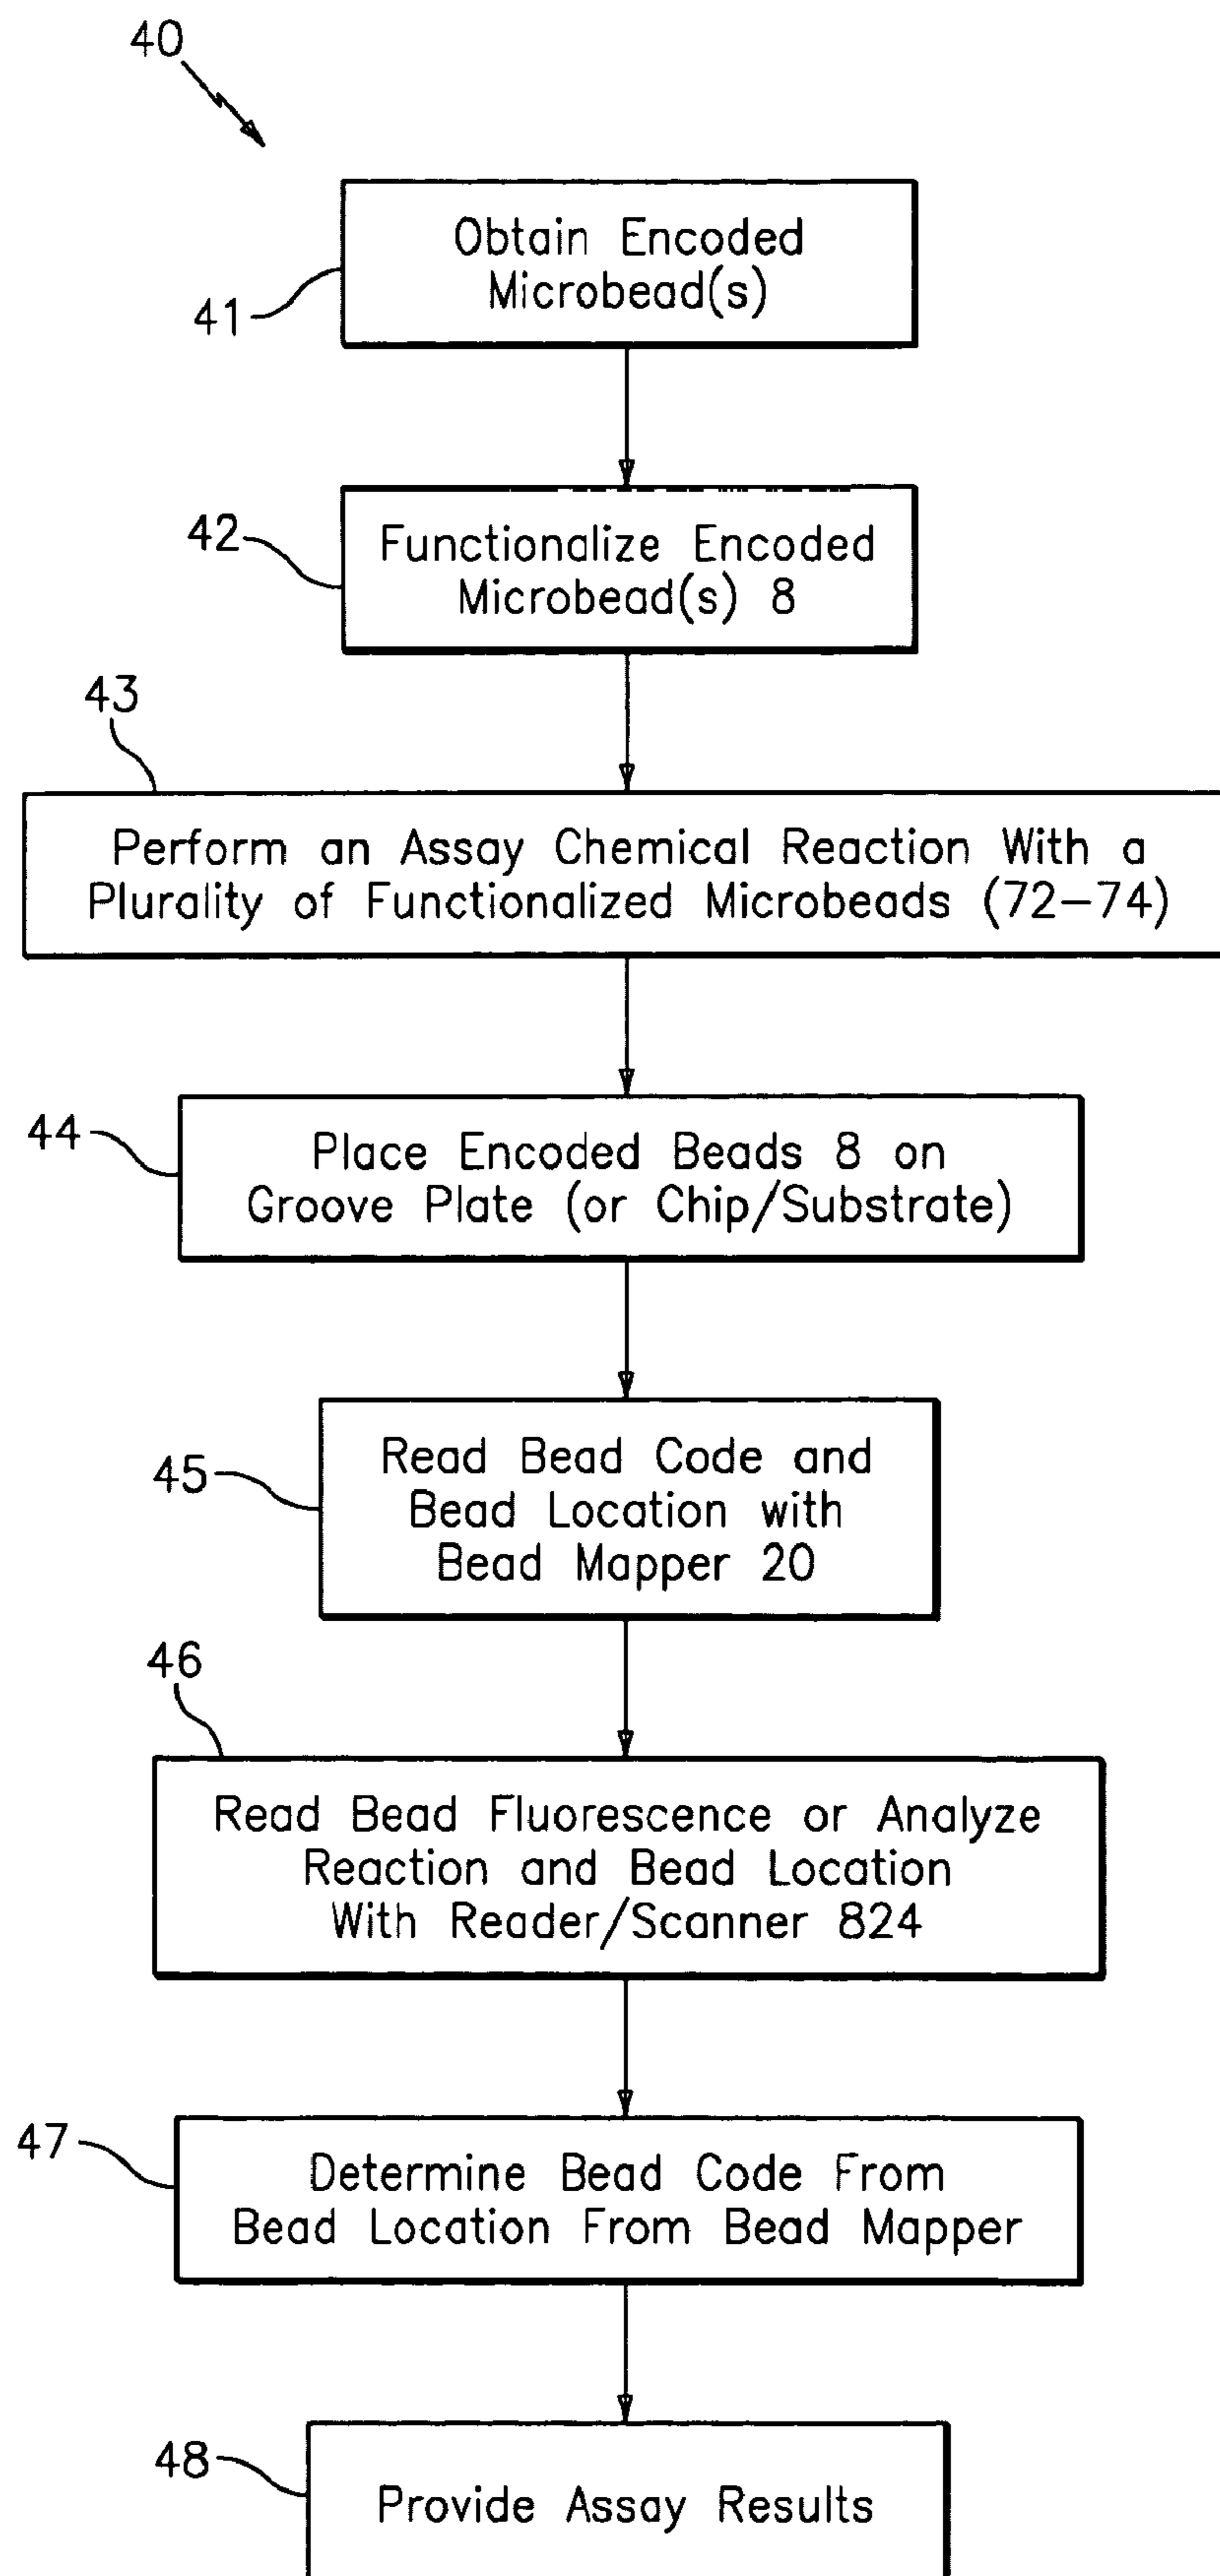 40
Obtain Encoded
Microbead(s)
41
Functionalize Encoded
Microbead(s) 8
42
43
Perform an Assay Chemical Reaction With a
Plurality of Functionalized Microbeads (72-74)
44
Place Encoded Beads 8 on
Groove Plate (or Chip/Substrate)
45
Read Bead Code and
Bead Location with
Bead Mapper 20
46
Read Bead Fluorescence or Analyze
Reaction and Bead Location
With Reader/Scanner 824
47
Determine Bead Code From
Bead Location From Bead Mapper
48
Provide Assay Results